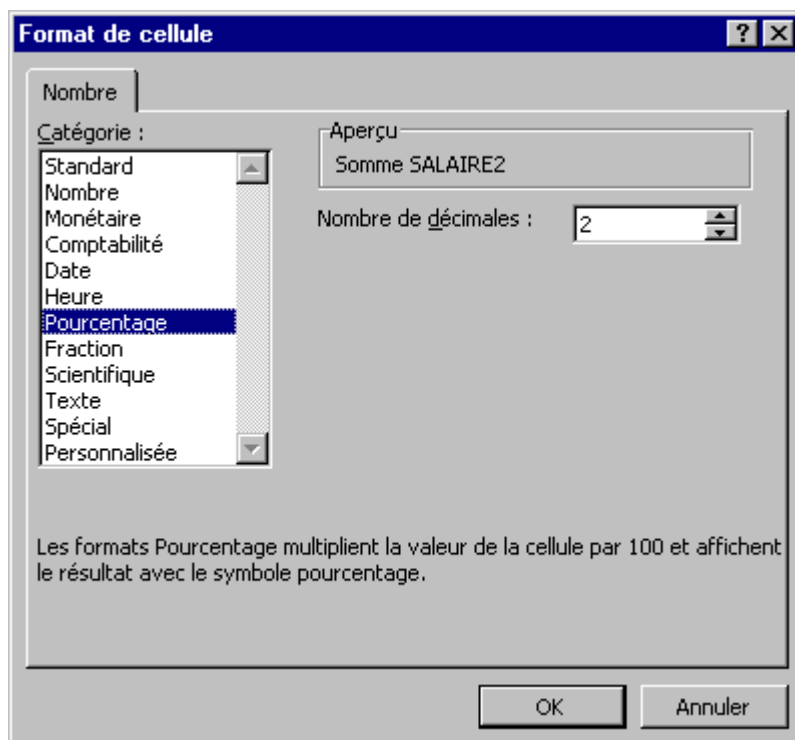 Format de cellule
Nombre
Catégorie :
Standard
Nombre
Monétaire
Comptabilité
Date
Heure
Pourcentage
Fraction
Scientifique
Texte
Spécial
Personnalisée
Aperçu
Somme SALAIRE2
Nombre de décimales :
2
Les formats Pourcentage multiplient la valeur de la cellule par 100 et affichent
le résultat avec le symbole pourcentage.
OK
Annuler